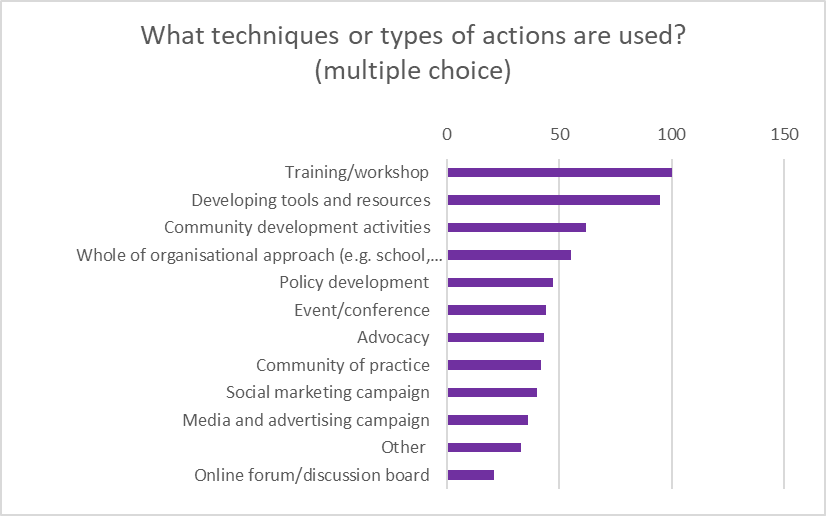 What techniques or types of actions are used?
(multiple choice)
0 50 100 150
Training/workshop
Developing tools and resources
Community development activities
Whole of organisational approach (e.g. school,...
Policy development
Event/conference
Advocacy
Community of practice
Social marketing campaign
Media and advertising campaign
Other
Online forum/discussion board